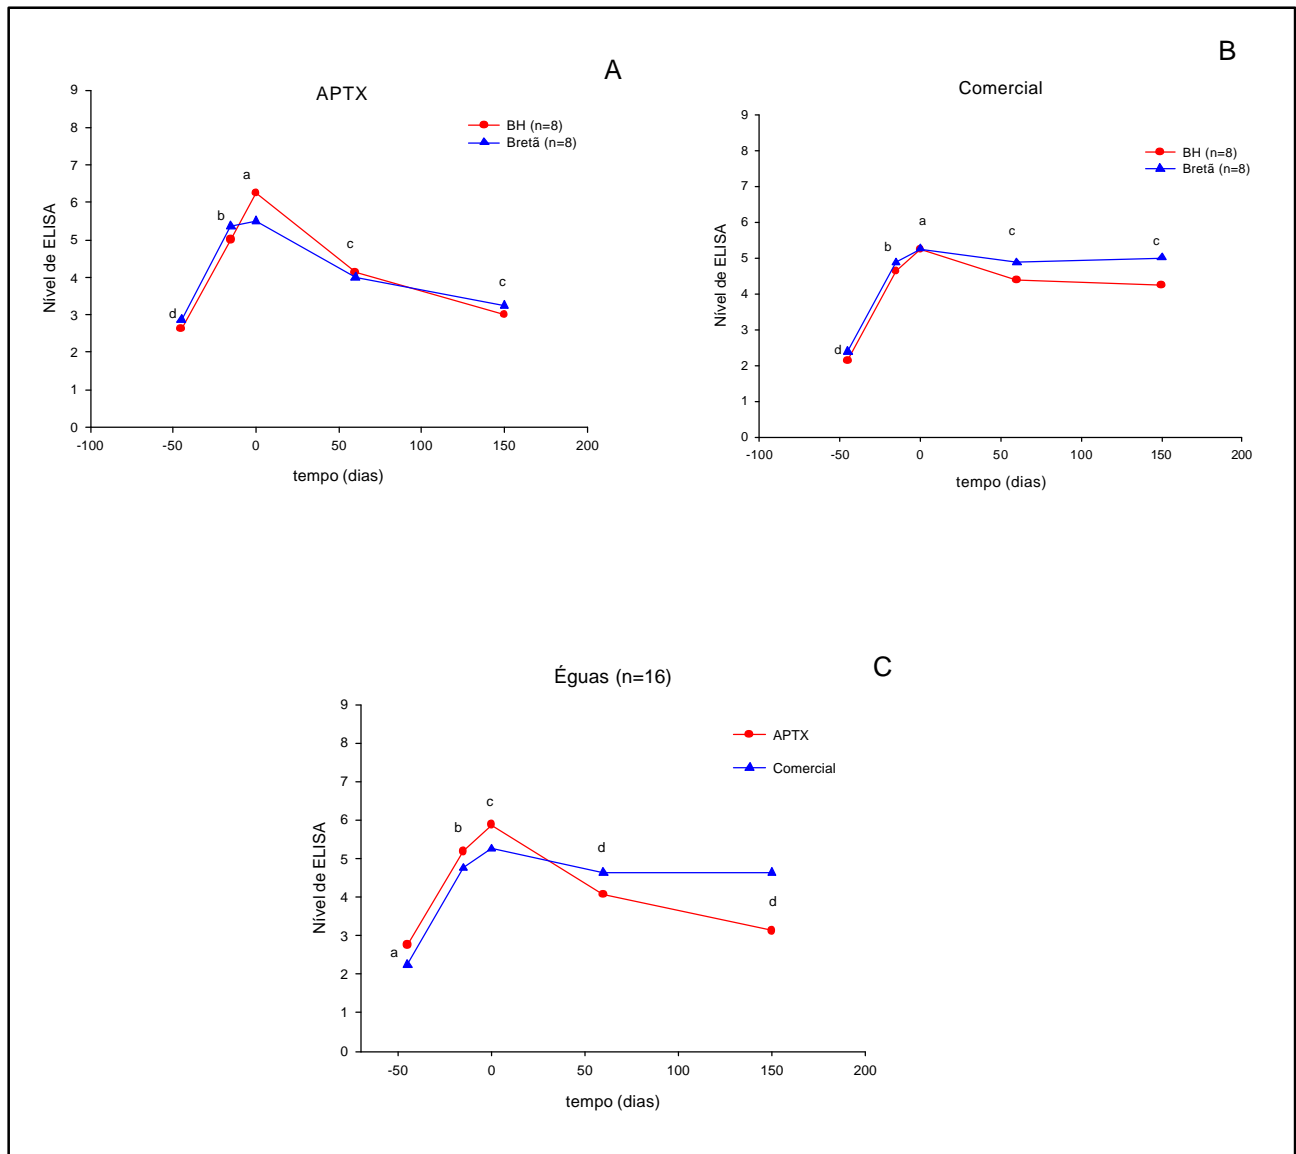 A
APTX
BH (n=8)
Bretã (n=8)
9
8
7
6
5
4
3
2
1
0
Nível de ELISA
d
b
a
c
c
-100
-50
0
50
100
150
200
tempo (dias)
B
Comercial
BH (n=8)
Bretã (n=8)
9
8
7
6
5
4
3
2
1
0
Nível de ELISA
d
b
a
c
c
-100
-50
0
50
100
150
200
tempo (dias)
C
Éguas (n=16)
APTX
Comercial
9
8
7
6
5
4
3
2
1
0
Nível de ELISA
a
b
c
d
d
-50
0
50
100
150
200
tempo (dias)